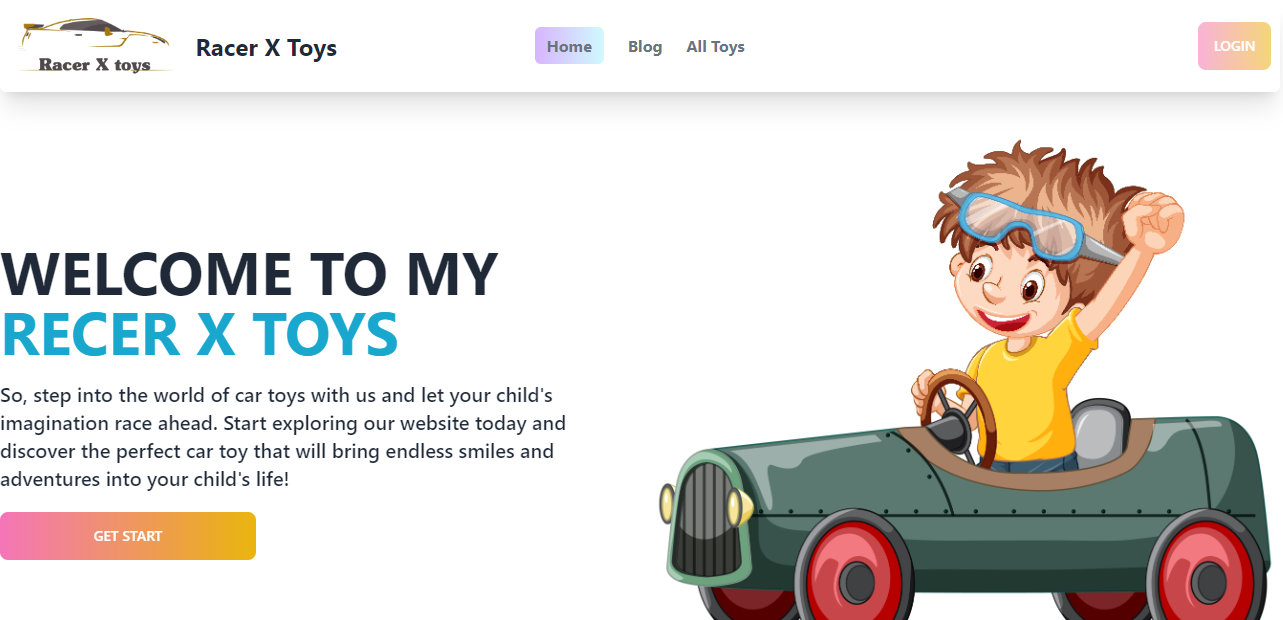 Racer X toys
Racer X Toys
Home
Blog
All Toys
LOGIN
WELCOME TO MY
RECER X TOYS
So, step into the world of car toys with us and let your child's
imagination race ahead. Start exploring our website today and
discover the perfect car toy that will bring endless smiles and
adventures into your child's life!
GET START